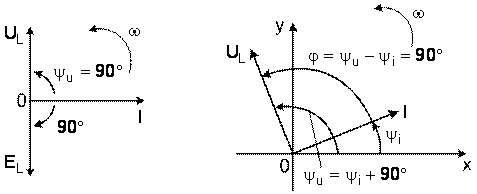 ω
U_L
ψ_u = 90°
0
I
90°
E_L
ω
y
U_L
φ = ψ_u − ψ_i = 90°
I
ψ_i
0
x
ψ_u = ψ_i + 90°